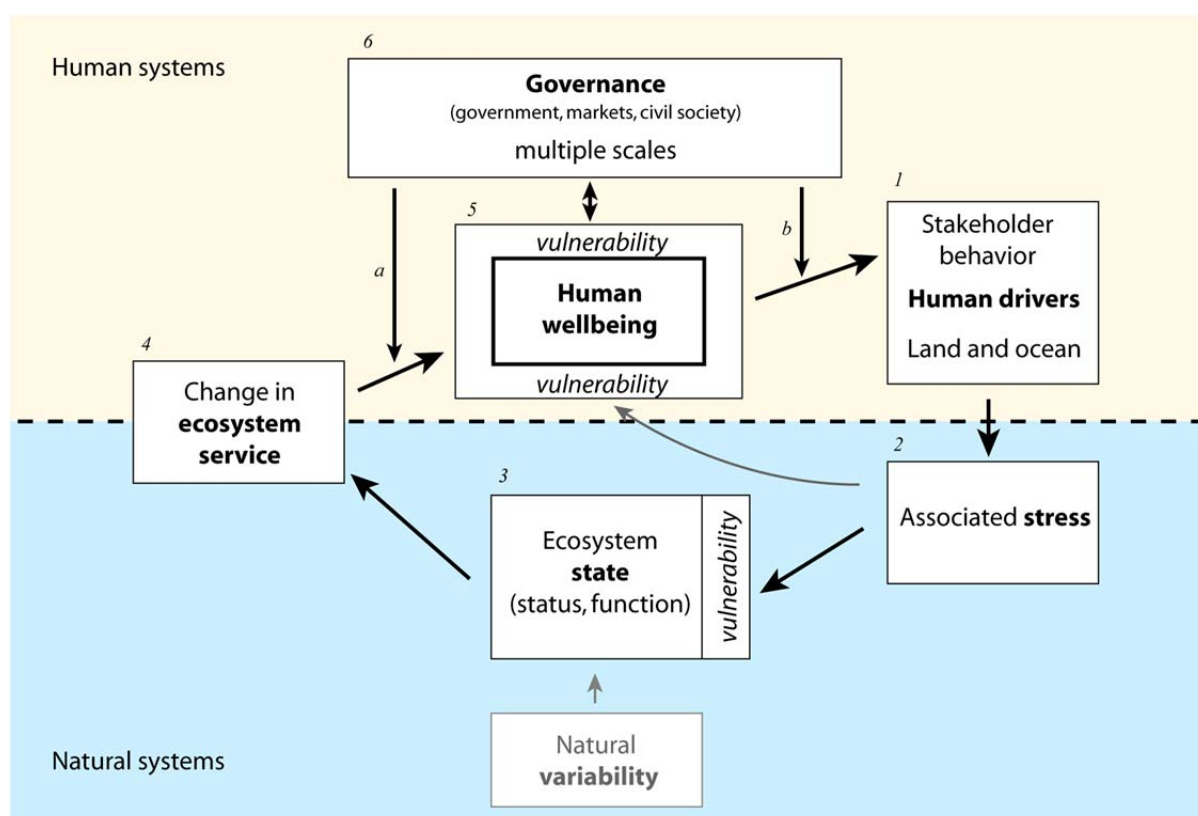 6
Human systems
Governance
(government, markets, civil society)
multiple scales
1
5
b
Stakeholder
behavior
Human drivers
Land and ocean
vulnerability
Human
wellbeing
vulnerability
a
4
Change in
ecosystem
service
2
Associated stress
3
Ecosystem
state
(status, function)
vulnerability
Natural
variability
Natural systems